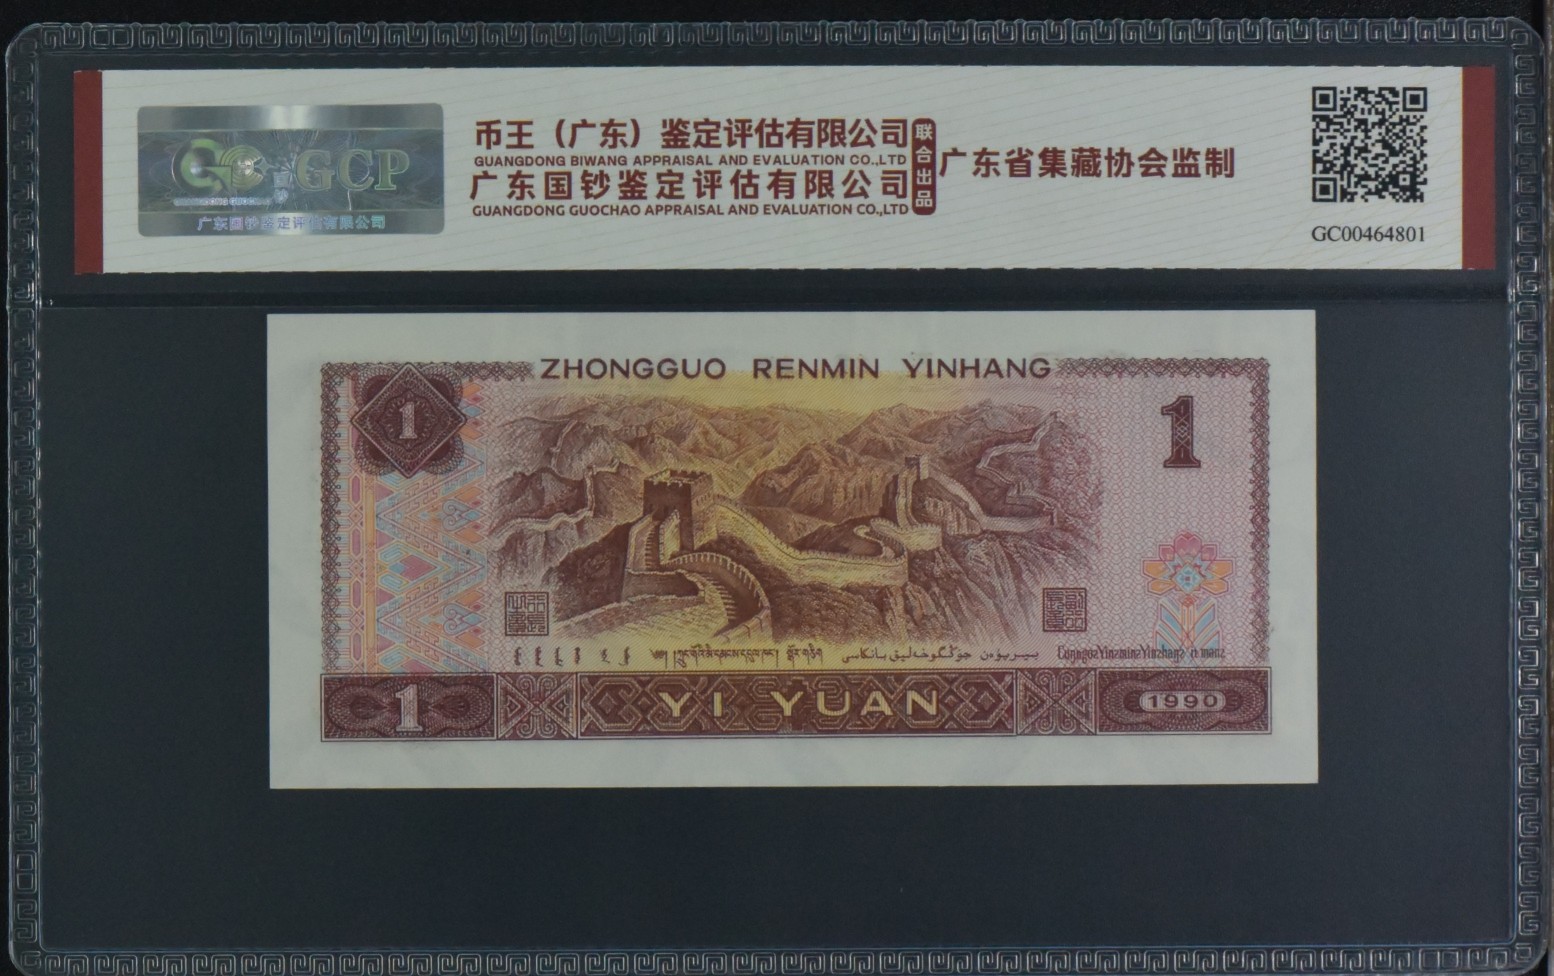 GCP
广东国钞鉴定评估有限公司
币王（广东）鉴定评估有限公司
GUANGDONG BIWANG APPRAISAL AND EVALUATION CO.,LTD
广东国钞鉴定评估有限公司
GUANGDONG GUOCHAO APPRAISAL AND EVALUATION CO.,LTD
联合出品
广东省集藏协会监制
GC00464801
ZHONGGUO RENMIN YINHANG
1
1
1
YI YUAN
1990